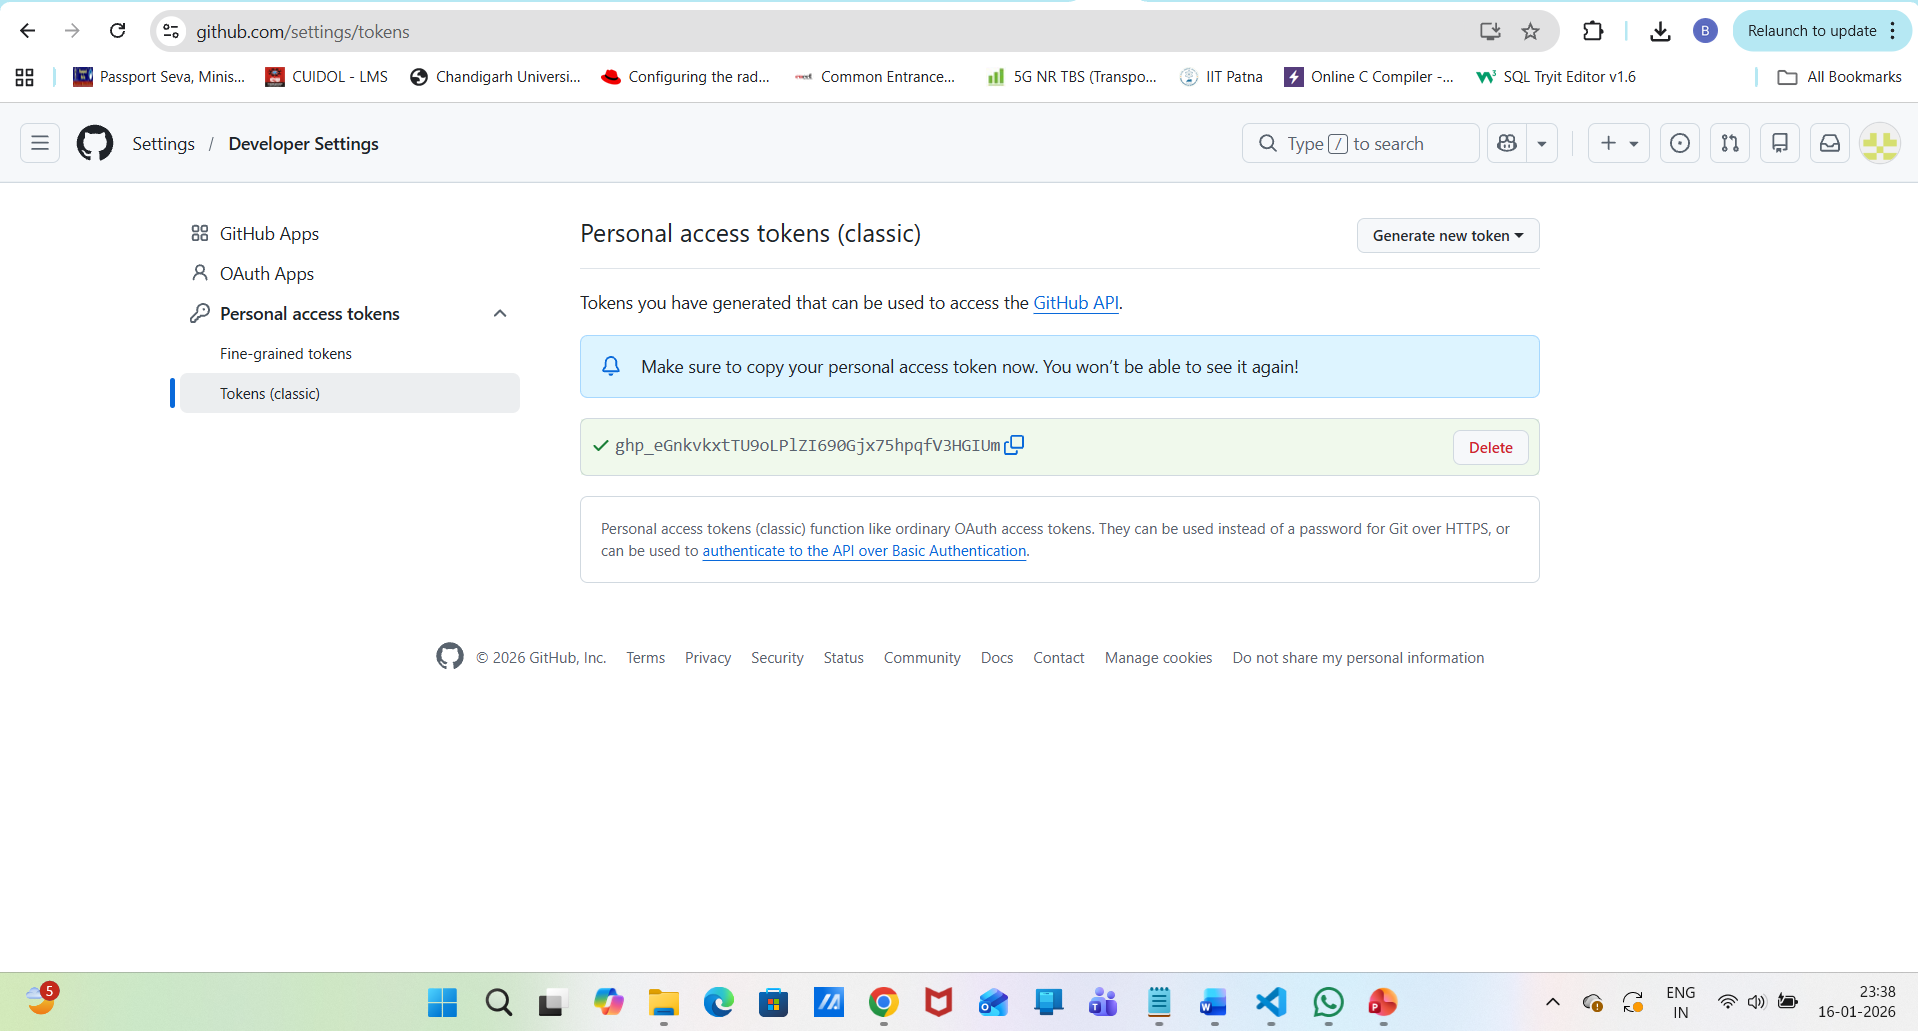 github.com/settings/tokens
B
Relaunch to update
Passport Seva, Minis...
CUIDOL - LMS
Chandigarh Universi...
Configuring the rad...
Common Entrance...
5G NR TBS (Transpo...
IIT Patna
Online C Compiler -...
SQL Tryit Editor v1.6
All Bookmarks
Settings / Developer Settings
Type / to search
GitHub Apps
OAuth Apps
Personal access tokens
Fine-grained tokens
Tokens (classic)
Personal access tokens (classic)
Generate new token
Tokens you have generated that can be used to access the GitHub API.
Make sure to copy your personal access token now. You won't be able to see it again!
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
Delete
Personal access tokens (classic) function like ordinary OAuth access tokens. They can be used instead of a password for Git over HTTPS, or
can be used to authenticate to the API over Basic Authentication.
© 2026 GitHub, Inc.
Terms
Privacy
Security
Status
Community
Docs
Contact
Manage cookies
Do not share my personal information
5
ENG
IN
23:38
16-01-2026